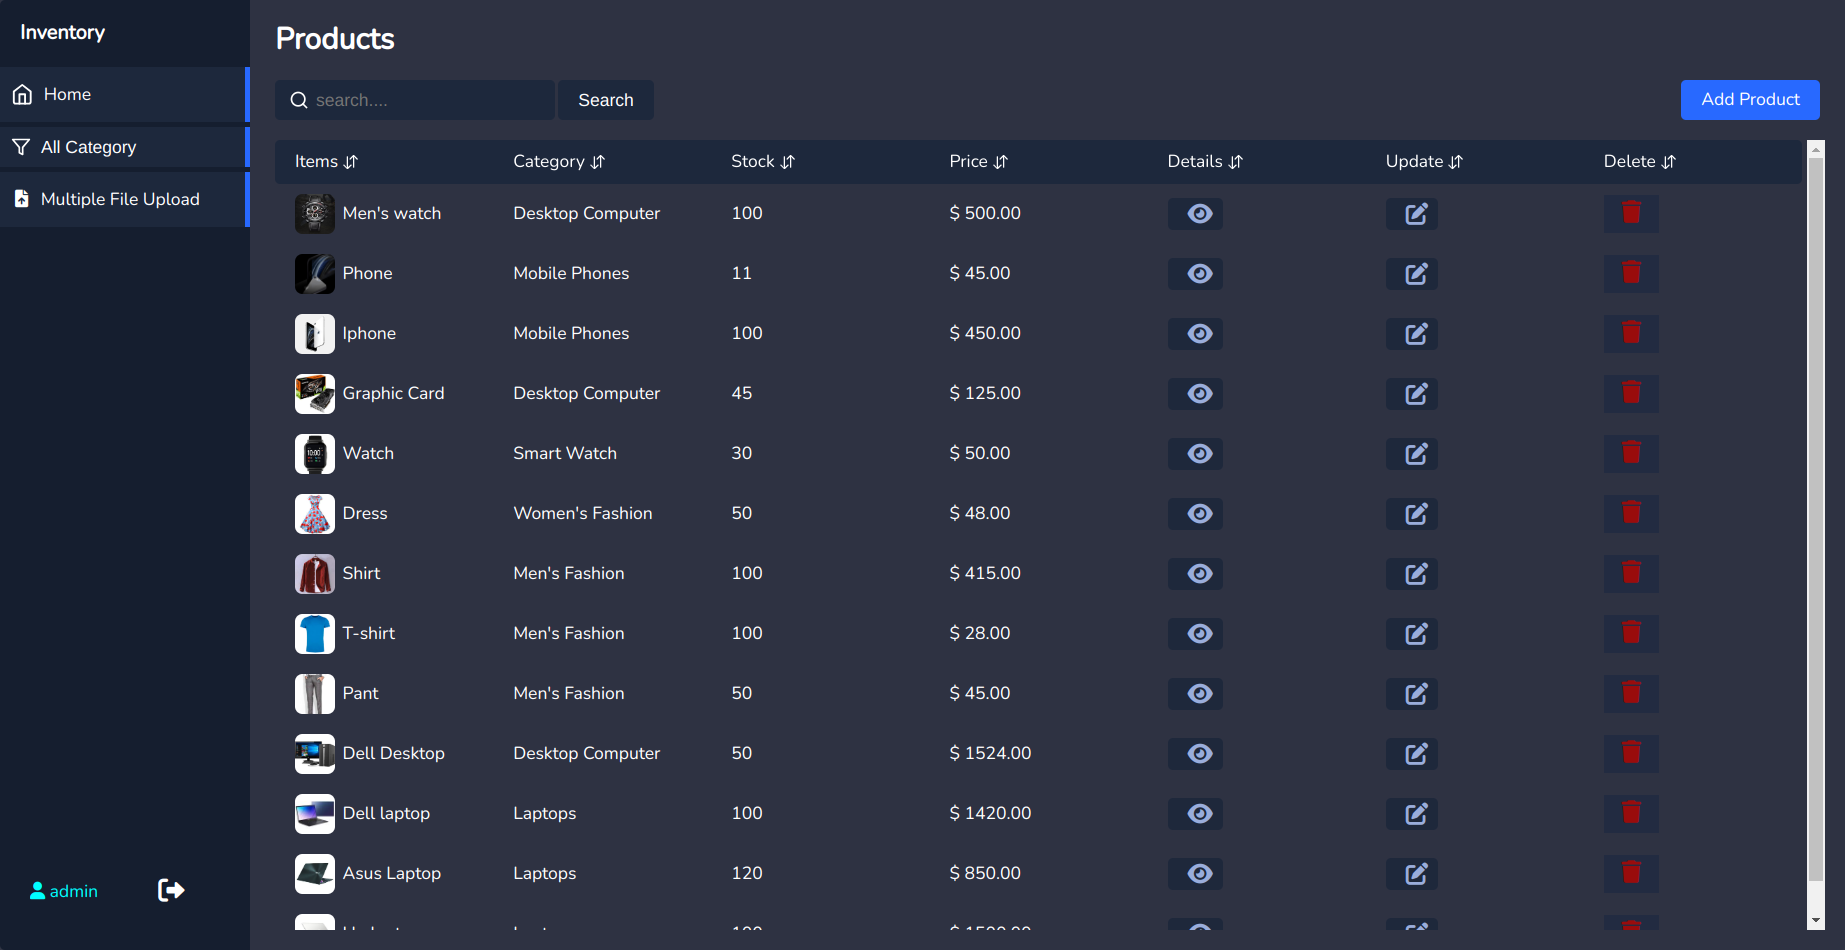 Inventory
Home
All Category
Multiple File Upload
admin
Products
search....
Search
Add Product
Items Category Stock Price Details Update Delete
Men's watch Desktop Computer 100 $ 500.00
Phone Mobile Phones 11 $ 45.00
Iphone Mobile Phones 100 $ 450.00
Graphic Card Desktop Computer 45 $ 125.00
Watch Smart Watch 30 $ 50.00
Dress Women's Fashion 50 $ 48.00
Shirt Men's Fashion 100 $ 415.00
T-shirt Men's Fashion 100 $ 28.00
Pant Men's Fashion 50 $ 45.00
Dell Desktop Desktop Computer 50 $ 1524.00
Dell laptop Laptops 100 $ 1420.00
Asus Laptop Laptops 120 $ 850.00